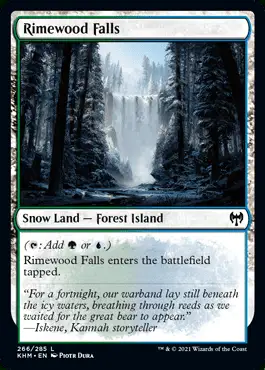 Rimewood Falls
Snow Land — Forest Island
(: Add or .)
Rimewood Falls enters the battlefield
tapped.
“For a fortnight, our warband lay still beneath
the icy waters, breathing through reeds as we
waited for the great bear to appear.”
—Iskene, Kannah storyteller
266/285 L
KHM • EN Piotr Dura
™ & © 2021 Wizards of the Coast